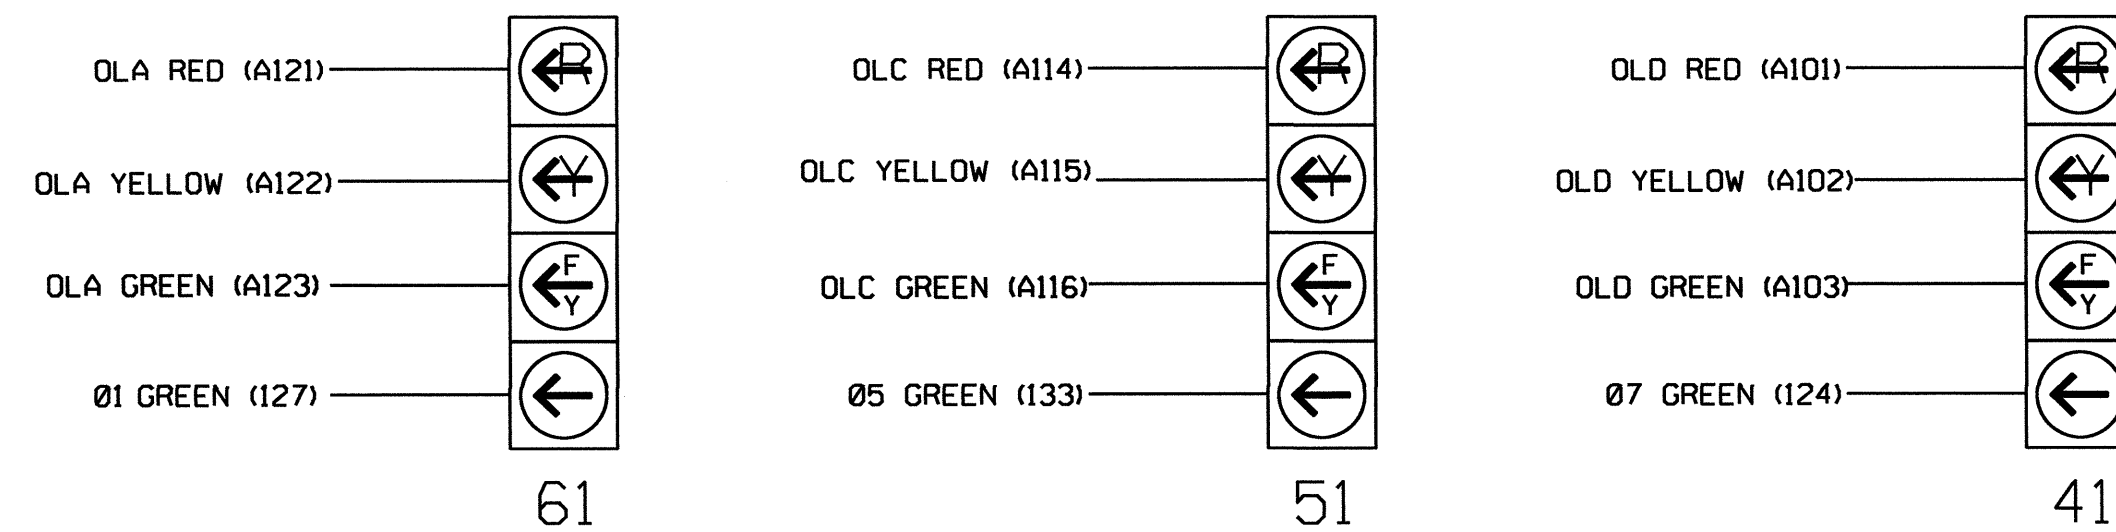 OLA RED (A121)
R
OLA YELLOW (A122)
Y
OLA GREEN (A123)
F
Y
Ø1 GREEN (127)
61
OLC RED (A114)
R
OLC YELLOW (A115)
Y
OLC GREEN (A116)
F
Y
Ø5 GREEN (133)
51
OLD RED (A101)
R
OLD YELLOW (A102)
Y
OLD GREEN (A103)
F
Y
Ø7 GREEN (124)
41